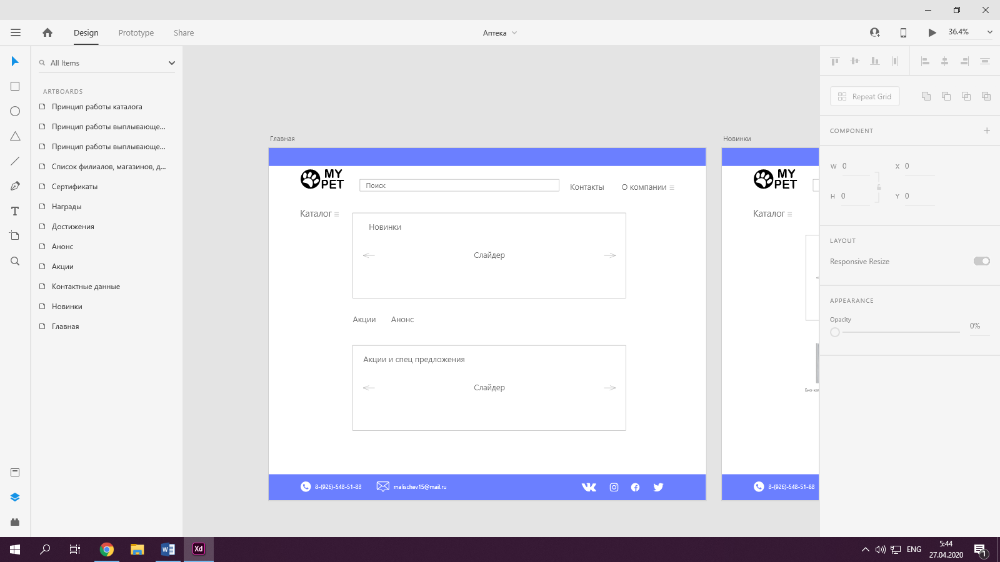 Design
Prototype
Share
Аптека
36.4%
All Items
ARTBOARDS
Принцип работы каталога
Принцип работы выплывающе...
Принцип работы выплывающе...
Список филиалов, магазинов, д...
Сертификаты
Награды
Достижения
Анонс
Акции
Контактные данные
Новинки
Главная
Главная
MY
PET
Поиск
Контакты
О компании
Каталог
Новинки
Слайдер
Акции
Анонс
Акции и спец предложения
Слайдер
8-(926)-548-51-88
malischev15@mail.ru
Новинки
MY
PET
Каталог
Био-ка
8-(926)-548-51-88
Repeat Grid
COMPONENT
W 0
X 0
H 0
Y 0
LAYOUT
Responsive Resize
APPEARANCE
Opacity
0%
W
Xd
ENG
5:44
27.04.2020
1